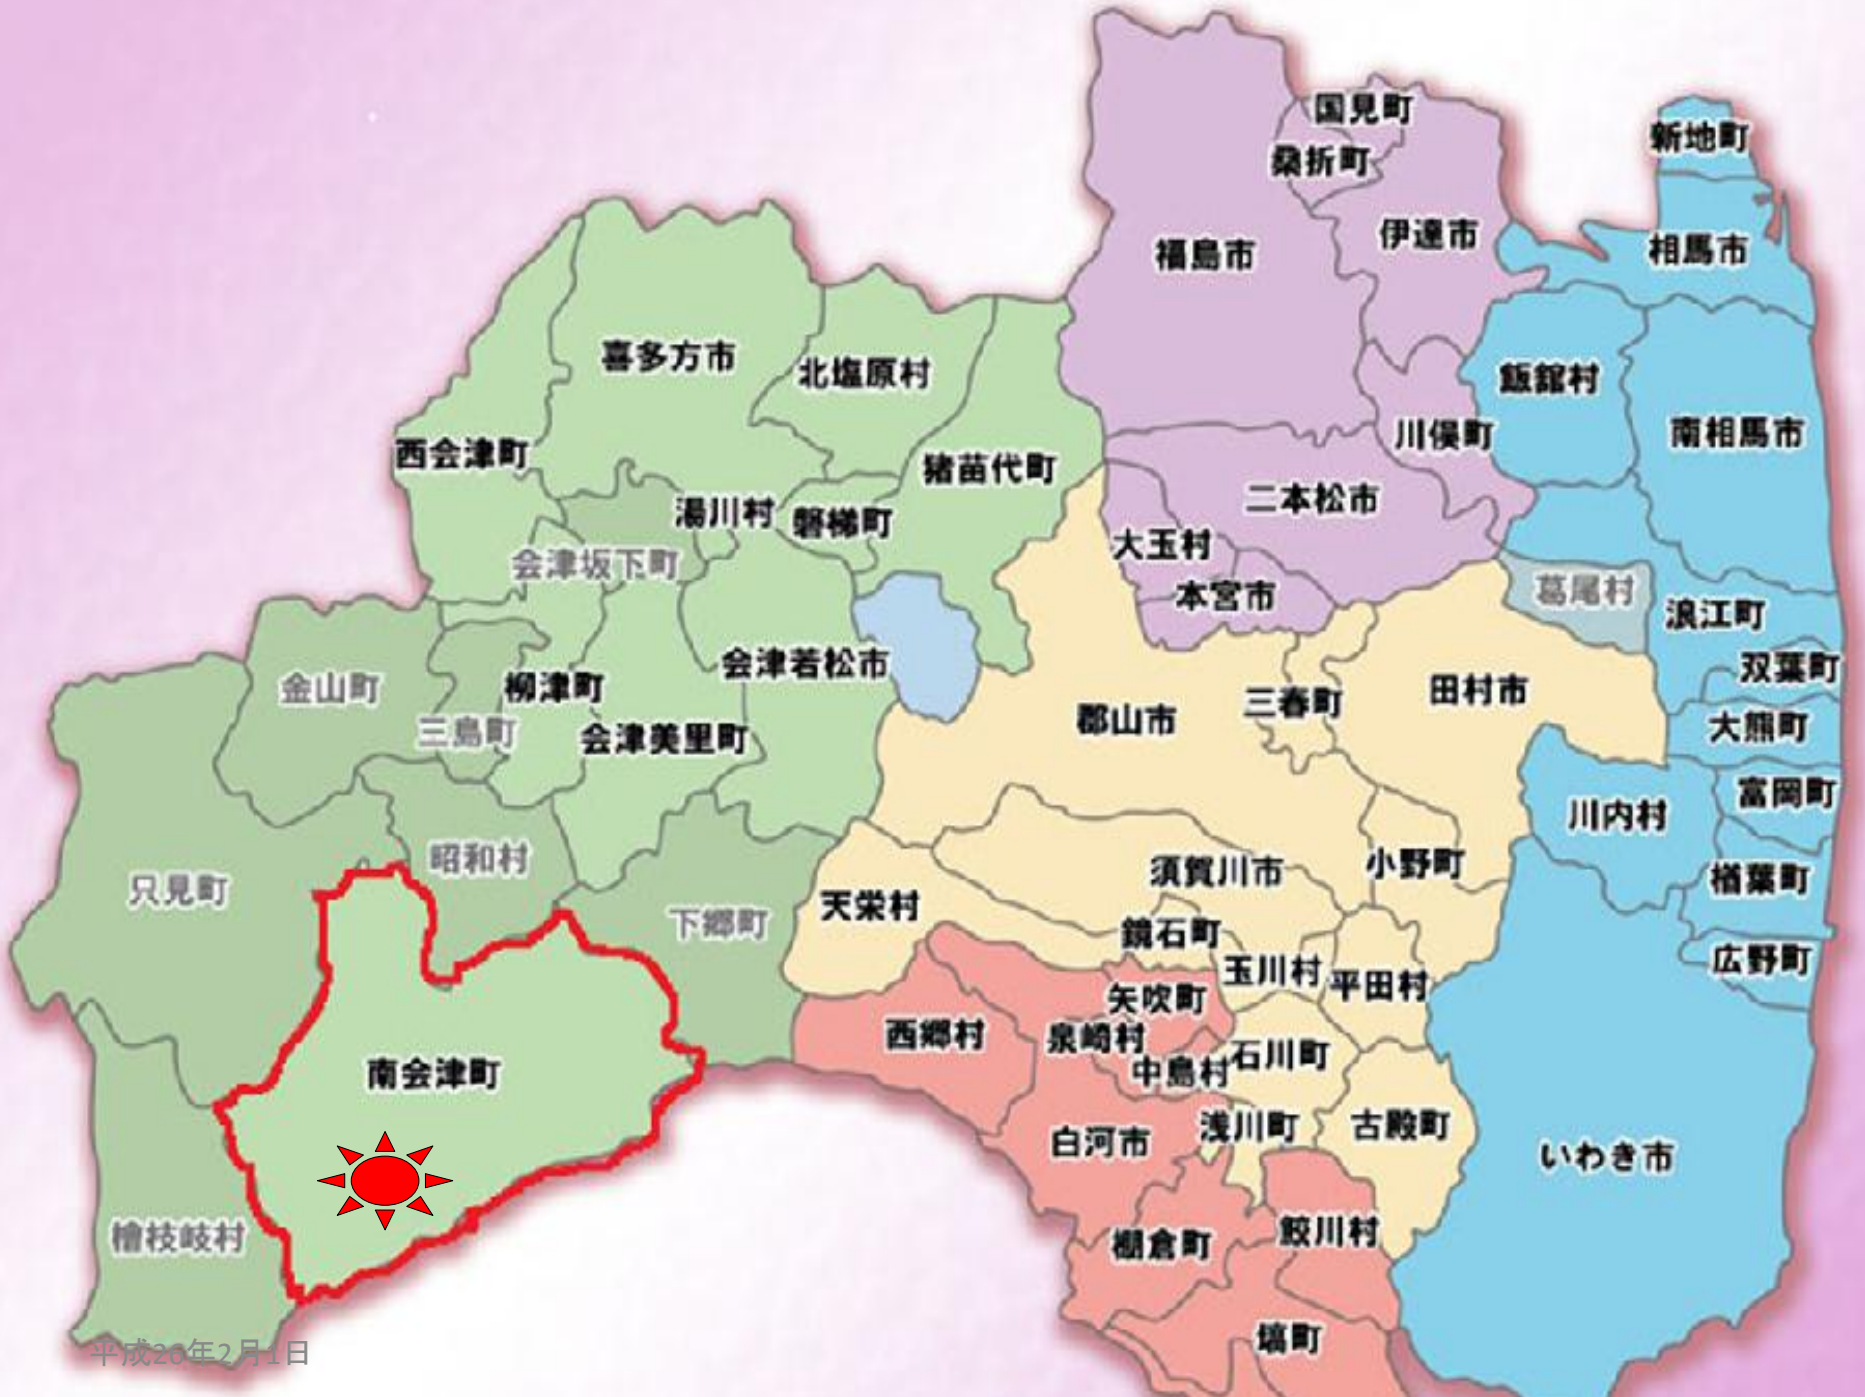 国見町
桑折町
新地町
福島市
伊達市
相馬市
喜多方市
北塩原村
飯舘村
西会津町
川俣町
南相馬市
猪苗代町
湯川村
磐梯町
二本松市
大玉村
会津坂下町
本宮市
葛尾村
浪江町
会津若松市
双葉町
金山町
柳津町
三春町
田村市
三島町
会津美里町
郡山市
大熊町
富岡町
川内村
昭和村
須賀川市
小野町
楢葉町
只見町
天栄村
下郷町
鏡石町
広野町
玉川村
平田村
矢吹町
西郷村
泉崎村
石川町
南会津町
中島村
白河市
浅川町
古殿町
いわき市
檜枝岐村
棚倉町
鮫川村
塙町
平成20年2月1日